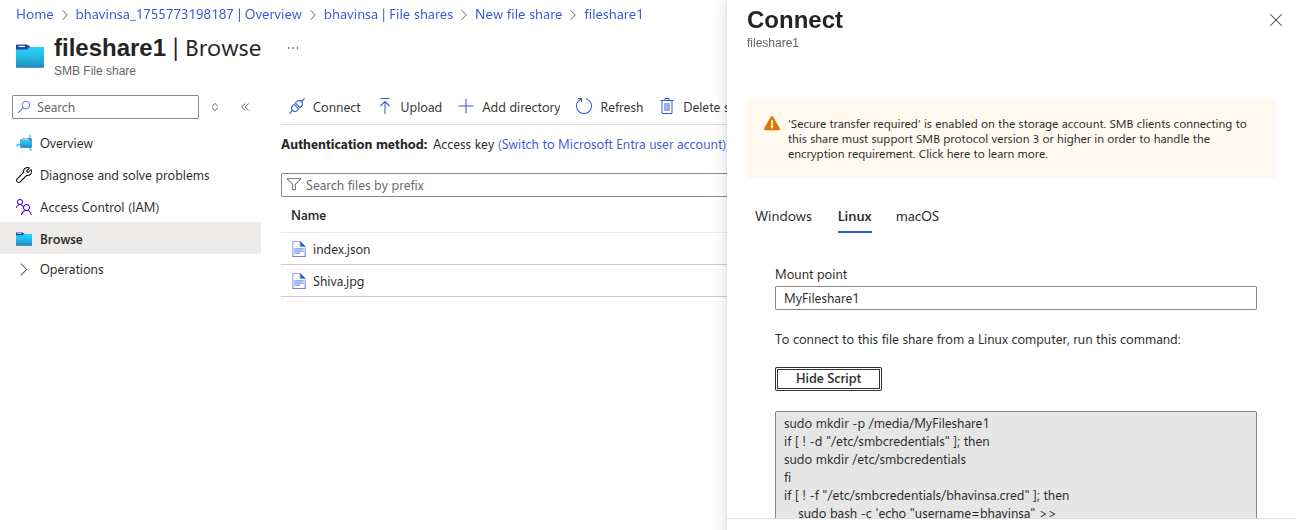 Home > bhavinsa_1755773198187 | Overview > bhavinsa | File shares > New file share > fileshare1
fileshare1 | Browse ...
SMB File share
Search
Overview
Diagnose and solve problems
Access Control (IAM)
Browse
Operations
Connect Upload Add directory Refresh Delete s
Authentication method: Access key (Switch to Microsoft Entra user account)
Search files by prefix
Name
index.json
Shiva.jpg
Connect
fileshare1
'Secure transfer required' is enabled on the storage account. SMB clients connecting to
this share must support SMB protocol version 3 or higher in order to handle the
encryption requirement. Click here to learn more.
Windows Linux macOS
Mount point
MyFileshare1
To connect to this file share from a Linux computer, run this command:
Hide Script
sudo mkdir -p /media/MyFileshare1
if [ ! -d "/etc/smbcredentials" ]; then
sudo mkdir /etc/smbcredentials
fi
if [ ! -f "/etc/smbcredentials/bhavinsa.cred" ]; then
sudo bash -c 'echo "username=bhavinsa" >>